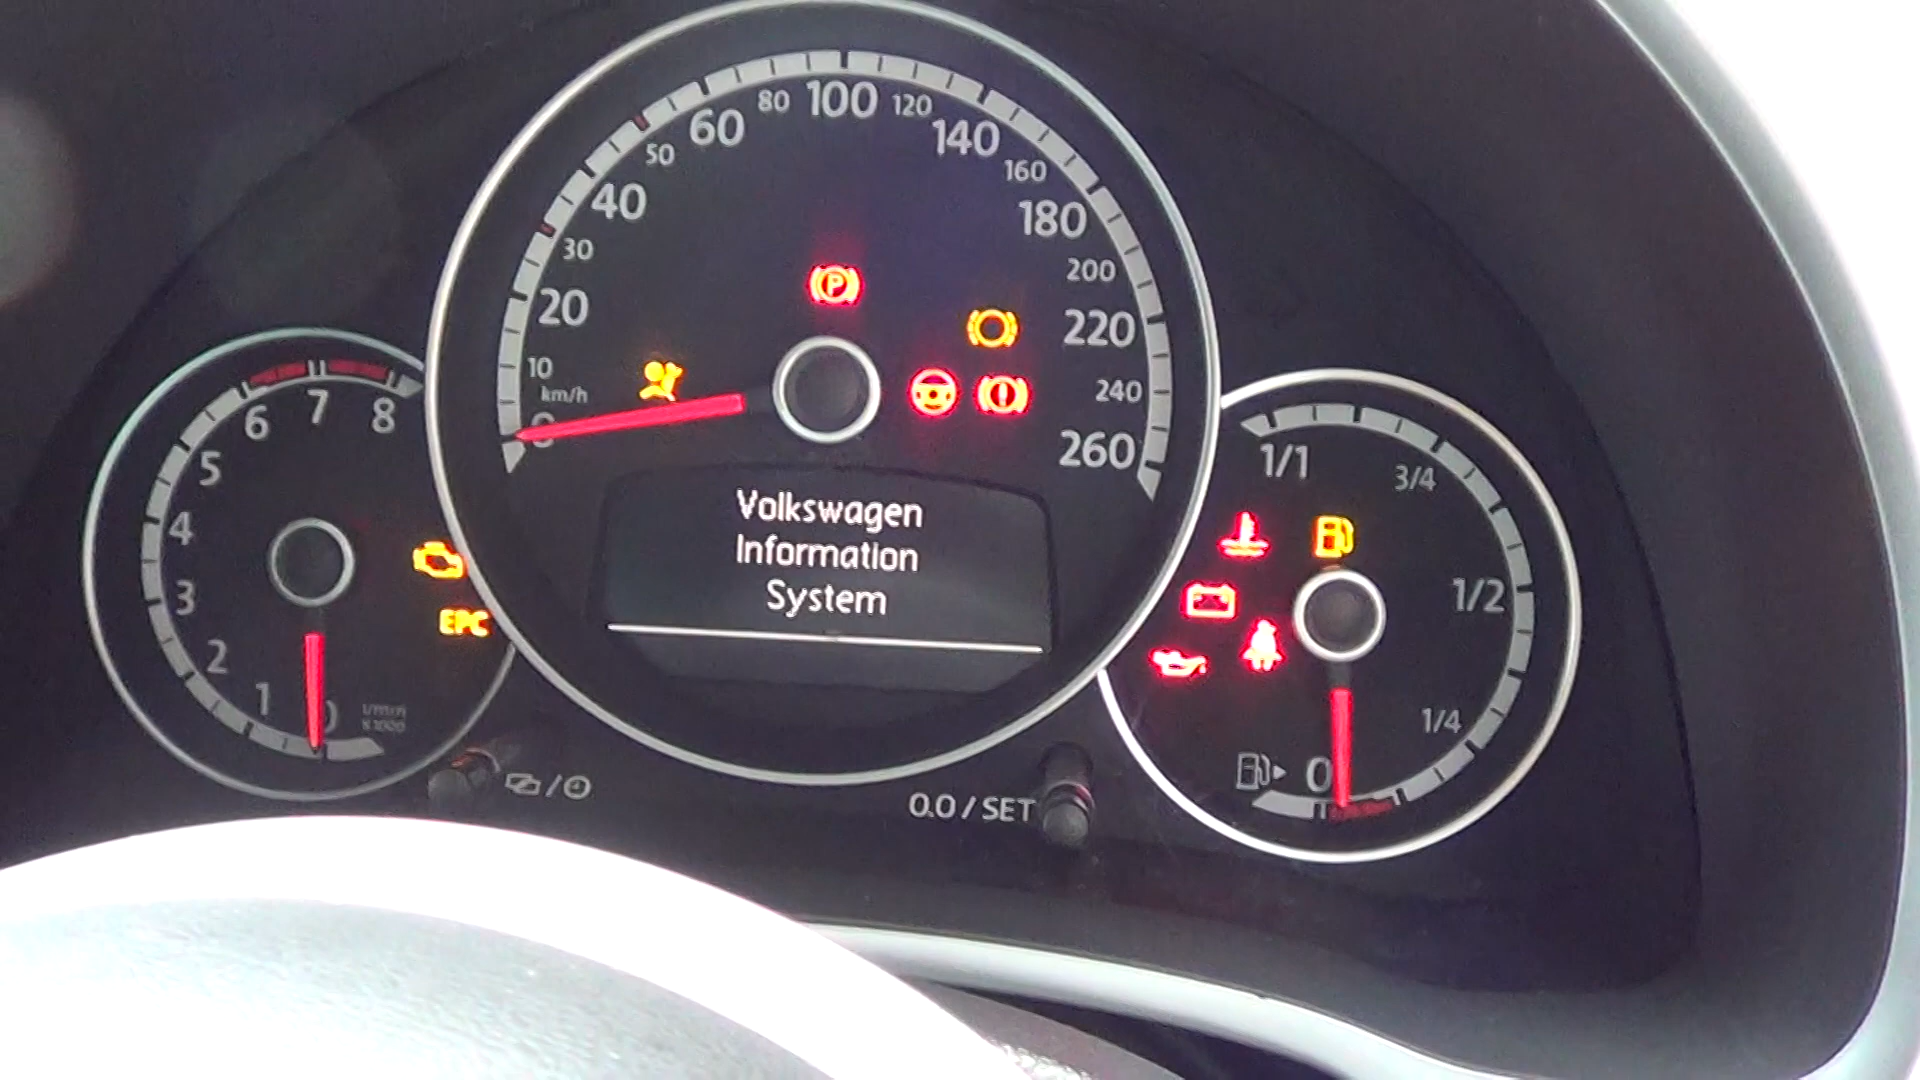 80 100 120
60 140
50 160
40 180
30 200
20 220
10 240
km/h
0 260
P
6 7 8
5
4
3
2
1
0
1/min
x 1000
EPC
Volkswagen
Information
System
1/1 3/4
1/2
1/4
0
0.0 / SET